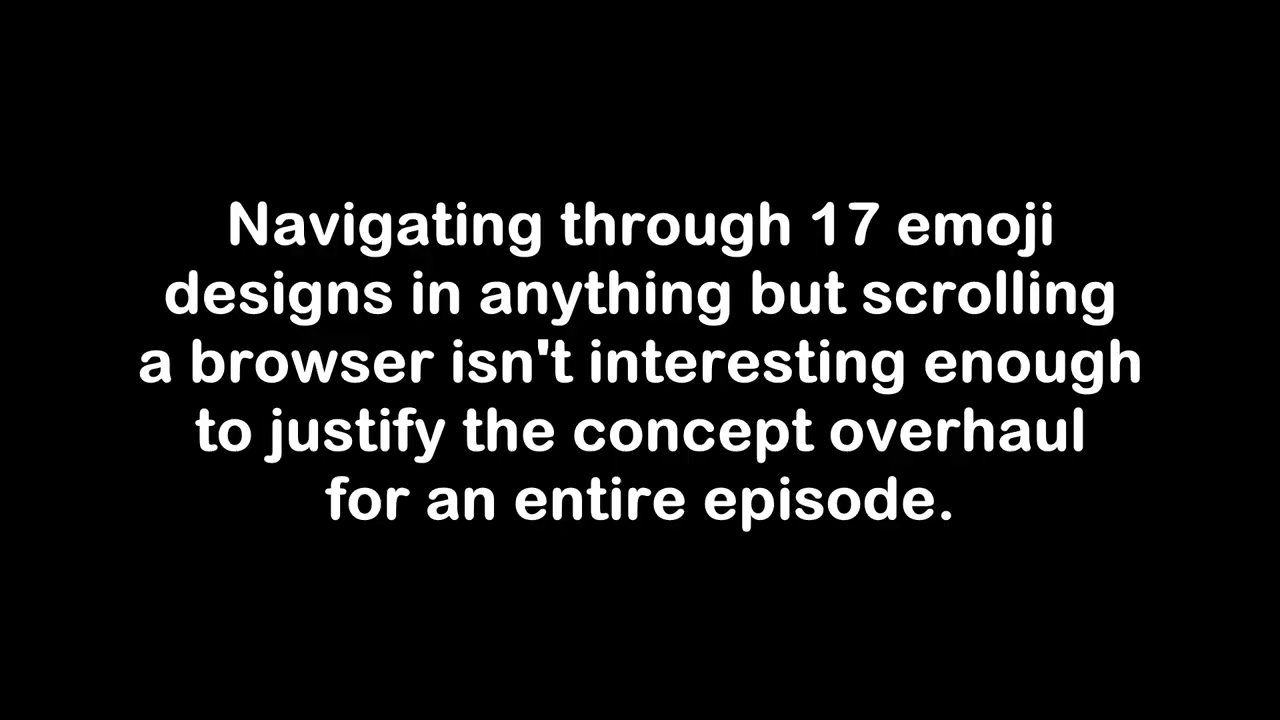 Navigating through 17 emoji
designs in anything but scrolling
a browser isn't interesting enough
to justify the concept overhaul
for an entire episode.